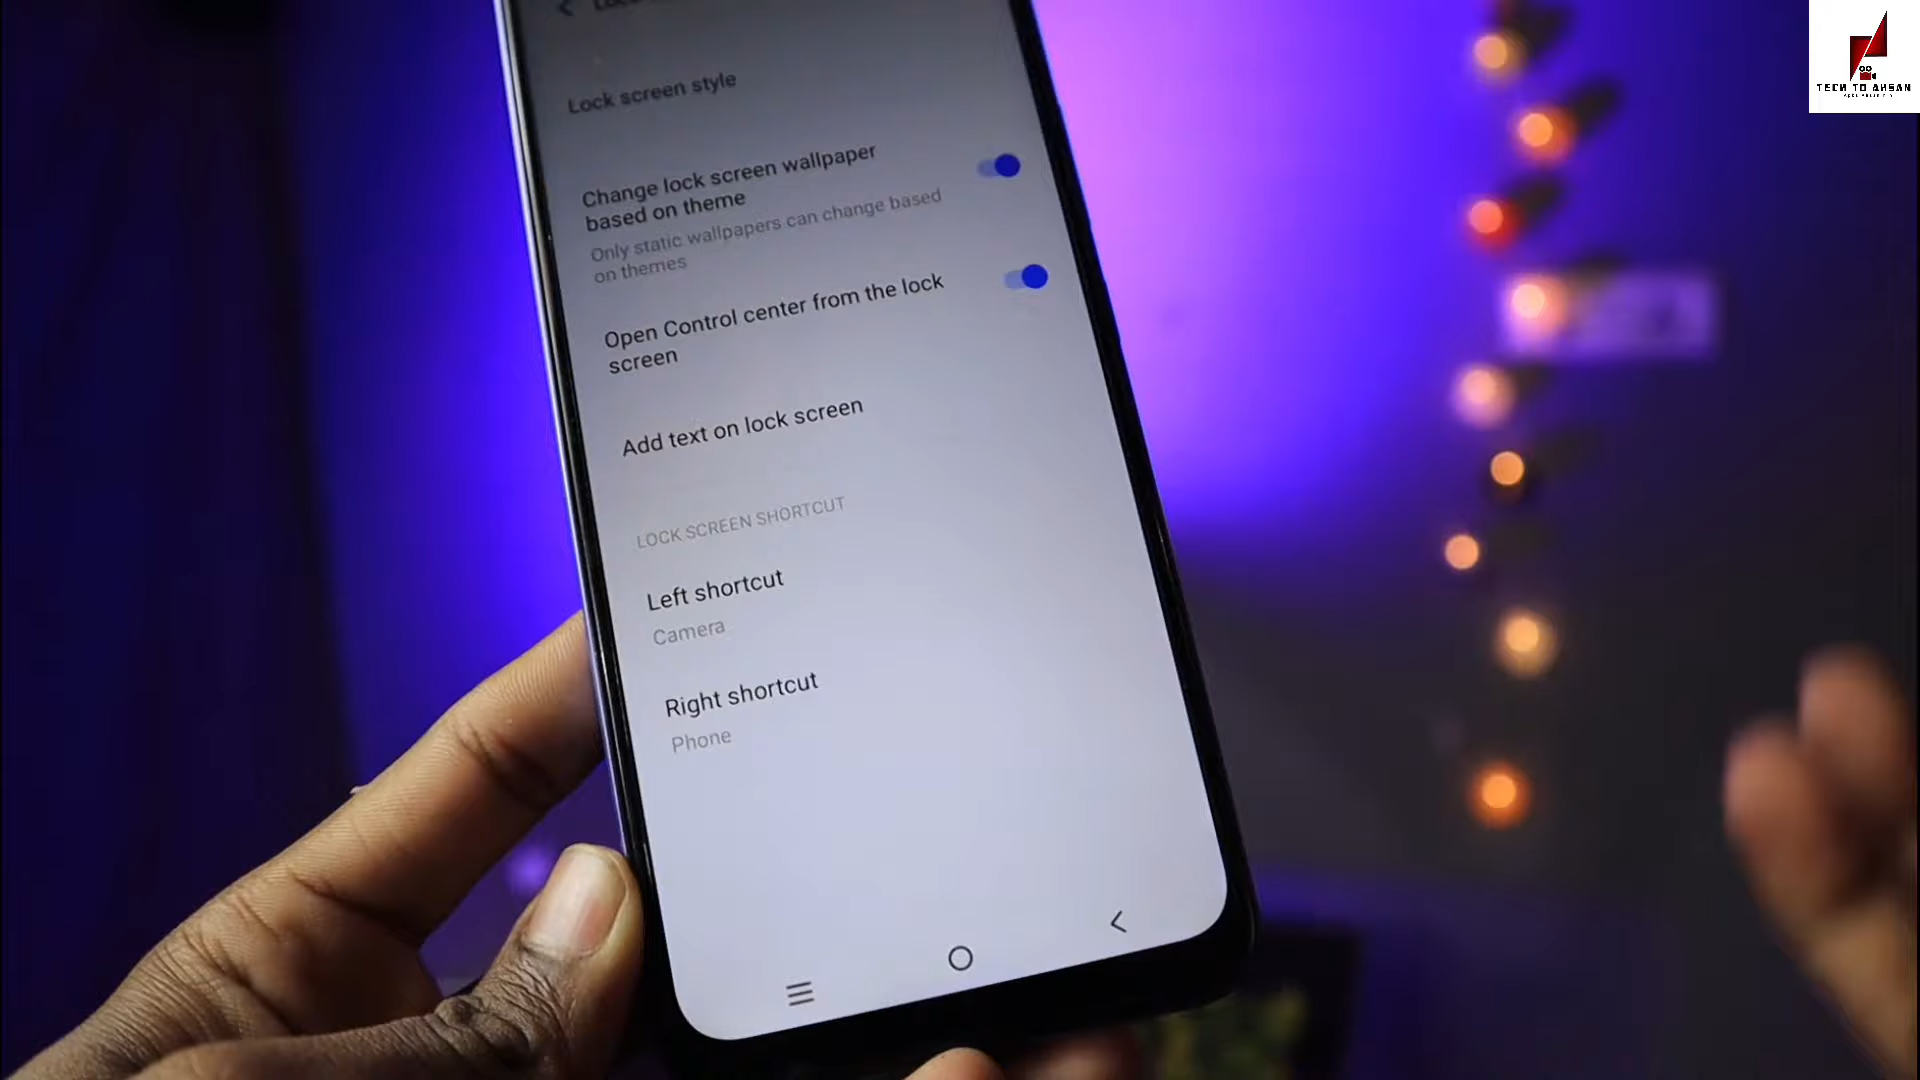 TECH TO AHSAN
Lock screen style
Change lock screen wallpaper
based on theme
Only static wallpapers can change based
on themes
Open Control center from the lock
screen
Add text on lock screen
LOCK SCREEN SHORTCUT
Left shortcut
Camera
Right shortcut
Phone